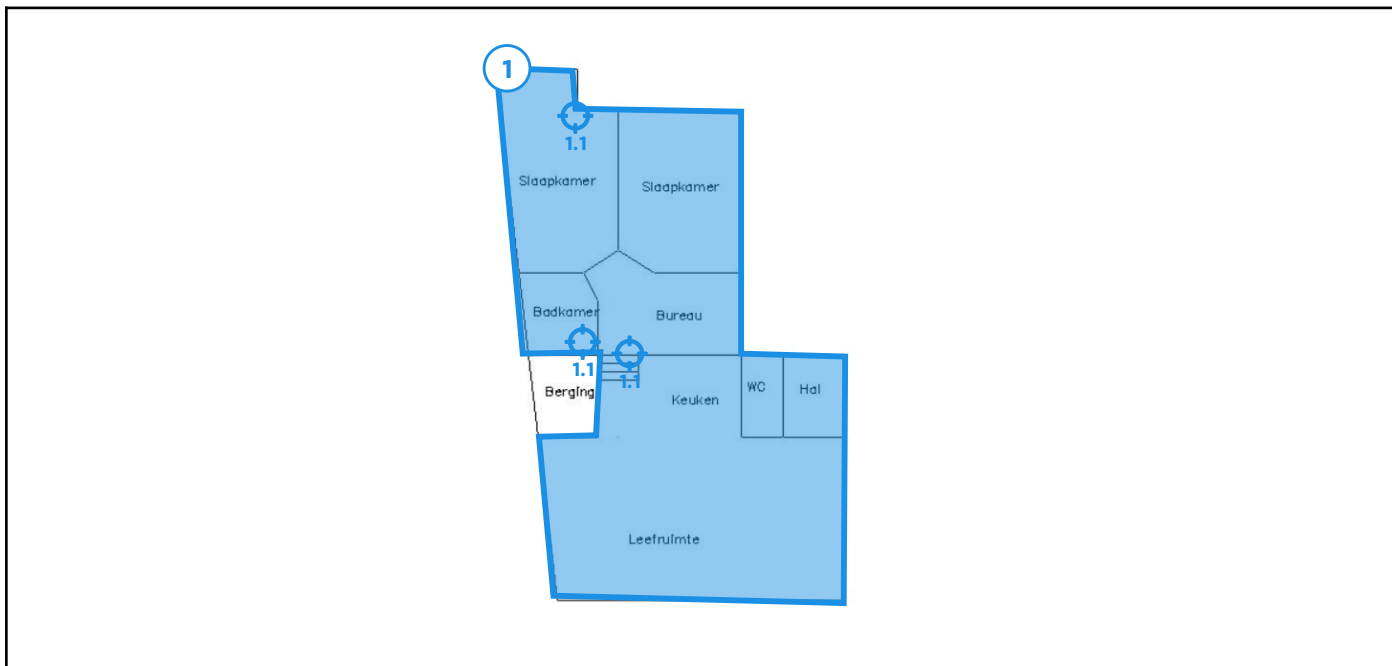 1
1.1
Slaapkamer
Slaapkamer
Badkamer
Bureau
1.1
1.1
Berging
Keuken
WC
Hal
Leefruimte